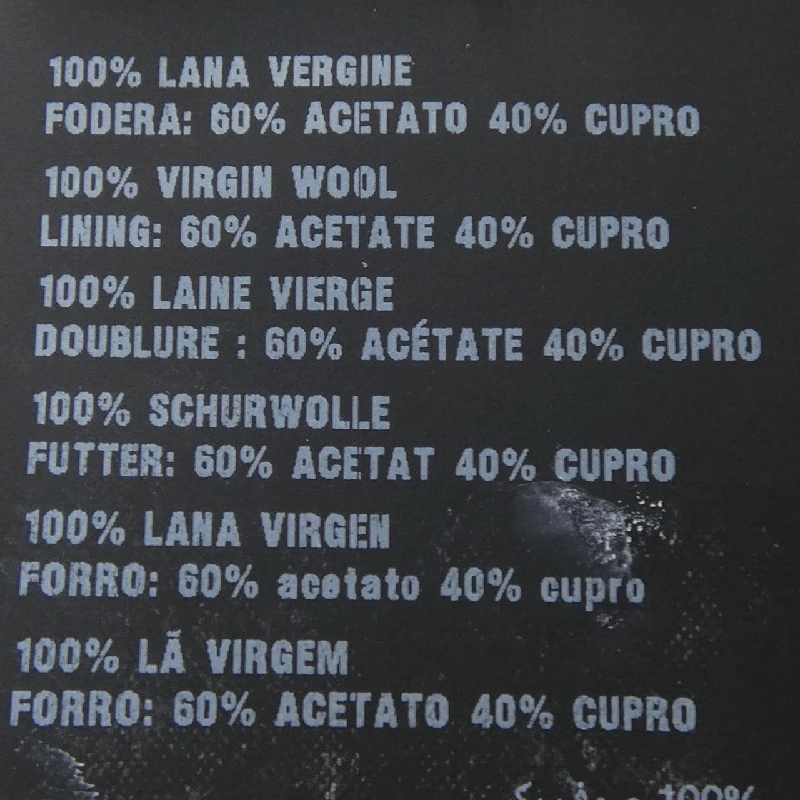 100% LANA VERGINE
FODERA: 60% ACETATO 40% CUPRO
100% VIRGIN WOOL
LINING: 60% ACETATE 40% CUPRO
100% LAINE VIERGE
DOUBLURE : 60% ACÉTATE 40% CUPRO
100% SCHURWOLLE
FUTTER: 60% ACETAT 40% CUPRO
100% LANA VIRGEN
FORRO: 60% acetato 40% cupro
100% LÃ VIRGEM
FORRO: 60% ACETATO 40% CUPRO
100%